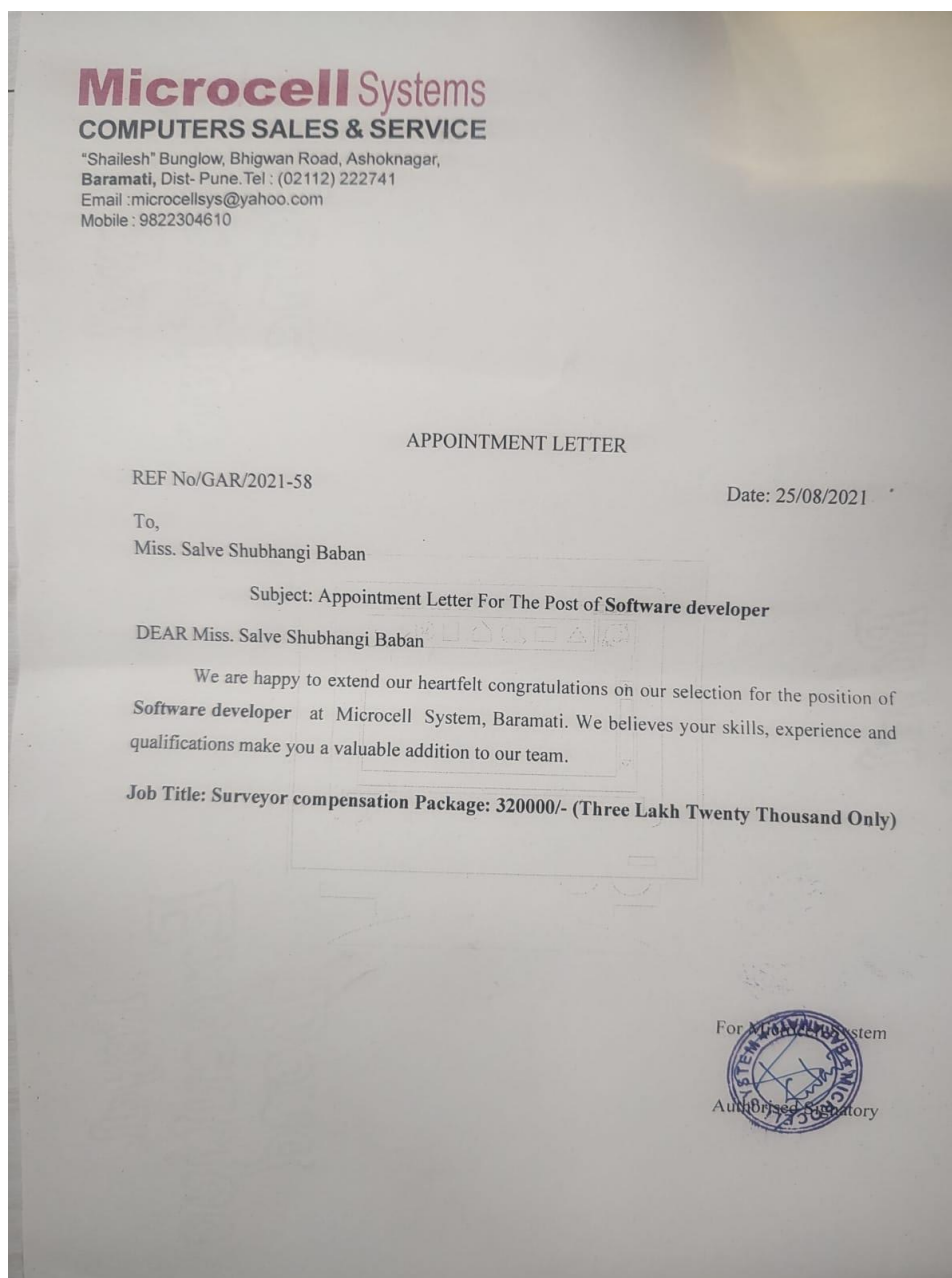 Microcell Systems
COMPUTERS SALES & SERVICE
"Shailesh" Bunglow, Bhigwan Road, Ashoknagar,
Baramati, Dist- Pune.Tel : (02112) 222741
Email :microcellsys@yahoo.com
Mobile : 9822304610
APPOINTMENT LETTER
REF No/GAR/2021-58
Date: 25/08/2021
To,
Miss. Salve Shubhangi Baban
Subject: Appointment Letter For The Post of Software developer
DEAR Miss. Salve Shubhangi Baban
We are happy to extend our heartfelt congratulations on our selection for the position of
Software developer at Microcell System, Baramati. We believes your skills, experience and
qualifications make you a valuable addition to our team.
Job Title: Surveyor compensation Package: 320000/- (Three Lakh Twenty Thousand Only)
For Microcell System
Authorised Signatory
MICROCELL SYSTEM